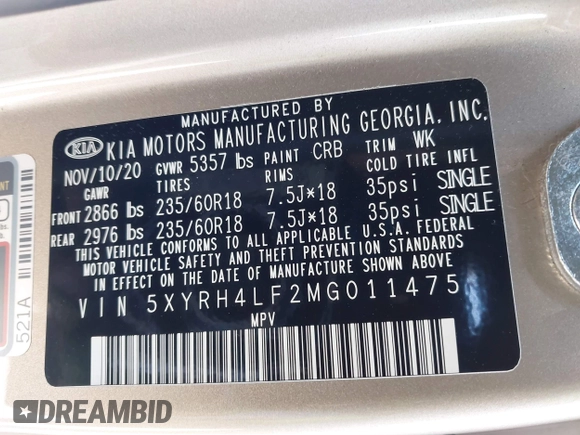 MANUFACTURED BY
KIA KIA MOTORS MANUFACTURING GEORGIA, INC.
NOV/10/20 GVWR 5357 lbs PAINT CRB TRIM WK
GAWR TIRES RIMS COLD TIRE INFL
FRONT 2866 lbs 235/60R18 7.5J×18 35psi SINGLE
REAR 2976 lbs 235/60R18 7.5J×18 35psi SINGLE
THIS VEHICLE CONFORMS TO ALL APPLICABLE U.S.A. FEDERAL
MOTOR VEHICLE SAFETY AND THEFT PREVENTION STANDARDS
IN EFFECT ON THE DATE OF MANUFACTURE SHOWN ABOVE.
VIN 5XYRH4LF2MG011475
MPV
521A
DREAMBID